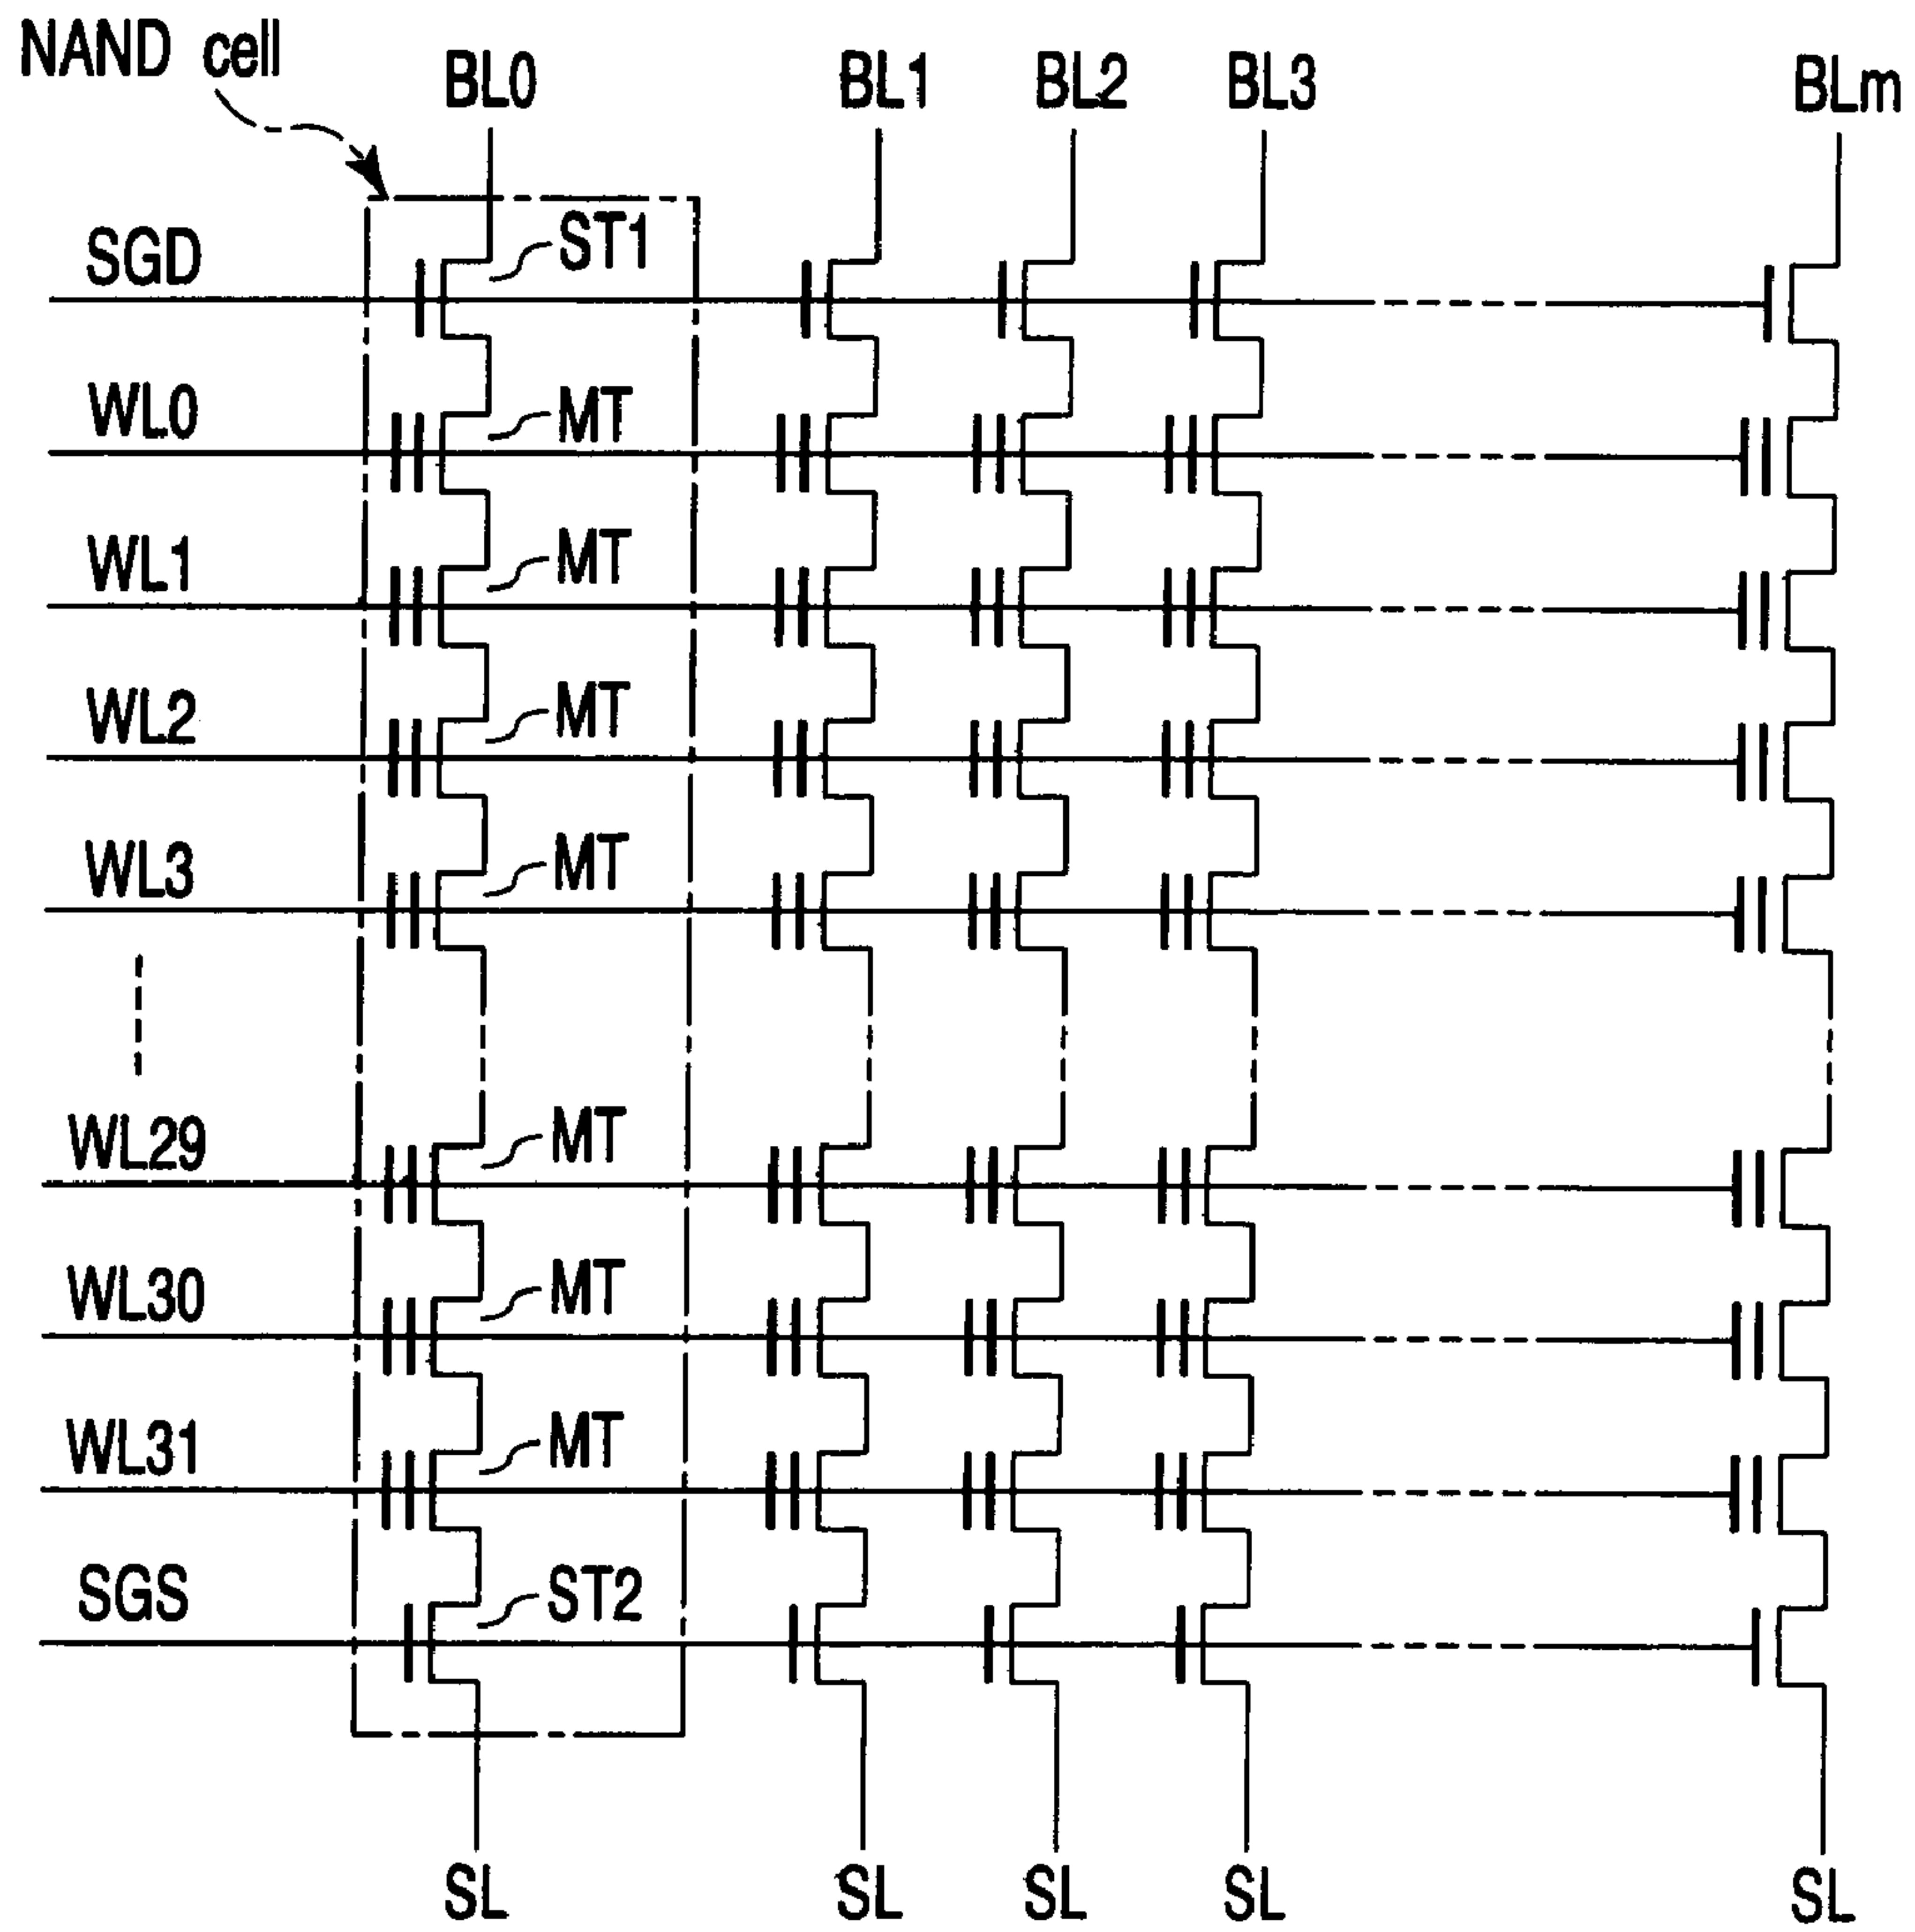 NAND cell
BL0 BL1 BL2 BL3 BLm
SGD ST1
WL0 MT
WL1 MT
WL2 MT
WL3 MT
WL29 MT
WL30 MT
WL31 MT
SGS ST2
SL SL SL SL SL